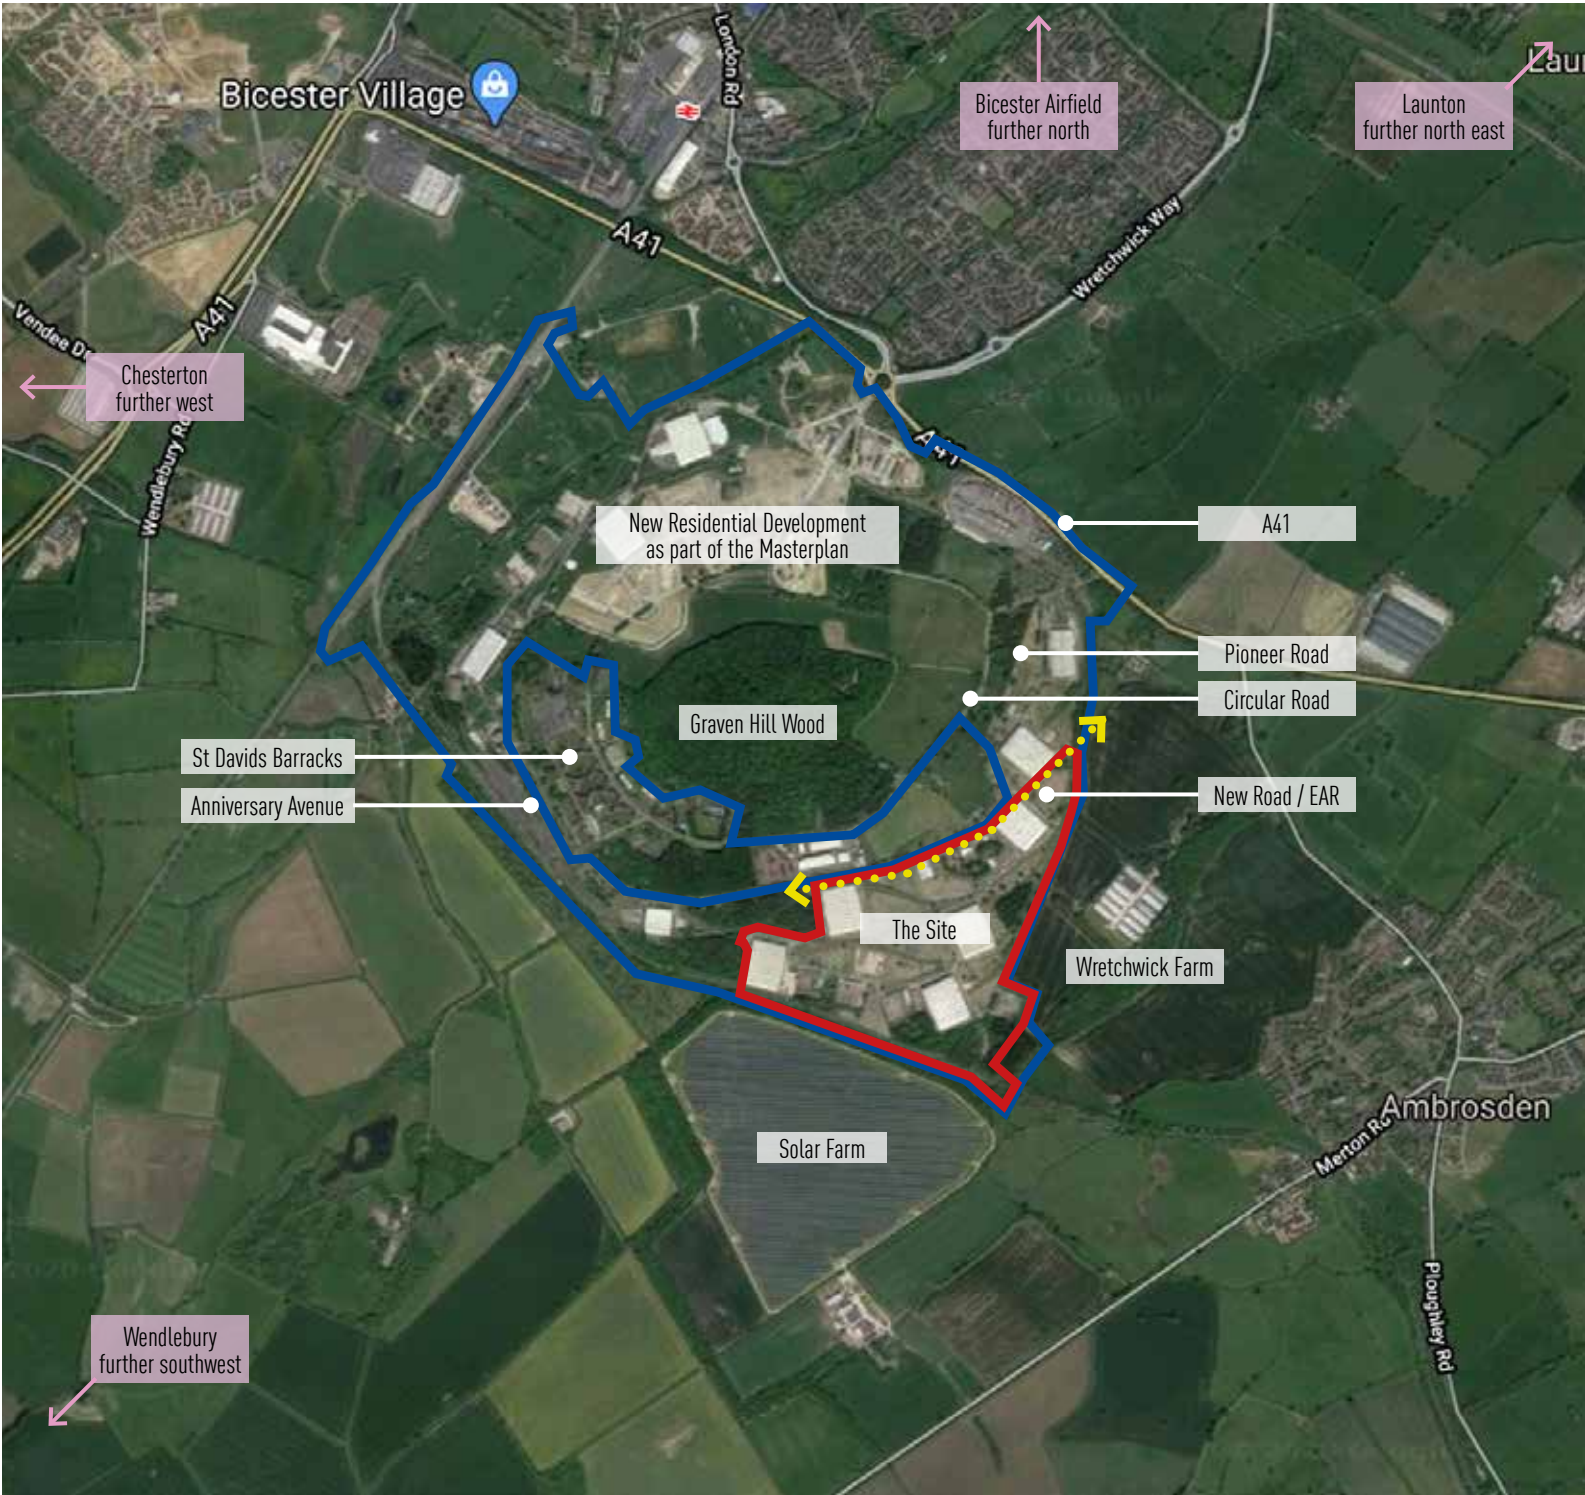 London Rd
Bicester Village
Bicester Airfield
further north
Launton
further north east
A41
Wretchwick Way
A41
Vendee Dr
Chesterton
further west
Wendlebury Rd
A41
New Residential Development
as part of the Masterplan
A41
Pioneer Road
Circular Road
Graven Hill Wood
St Davids Barracks
Anniversary Avenue
New Road / EAR
The Site
Wretchwick Farm
Ambrosden
Merton Rd
Solar Farm
Ploughley Rd
Wendlebury
further southwest